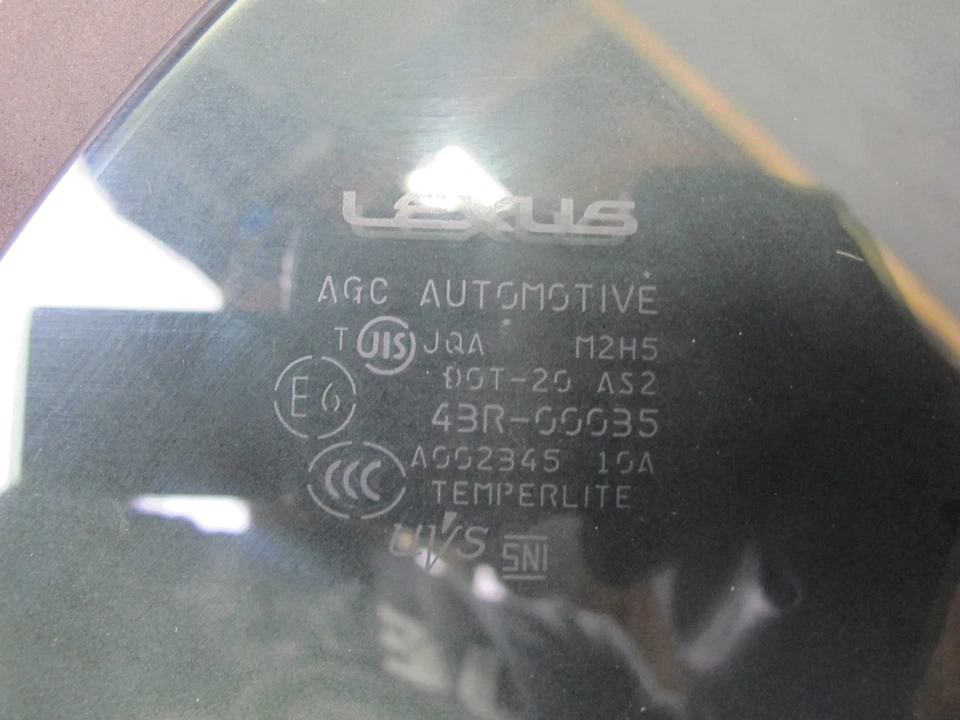 LEXUS
AGC AUTOMOTIVE
T JIS JQA M2H5
E6 DOT-20 AS2
43R-00035
CCC A002345 10A
TEMPERLITE
UVS SNI